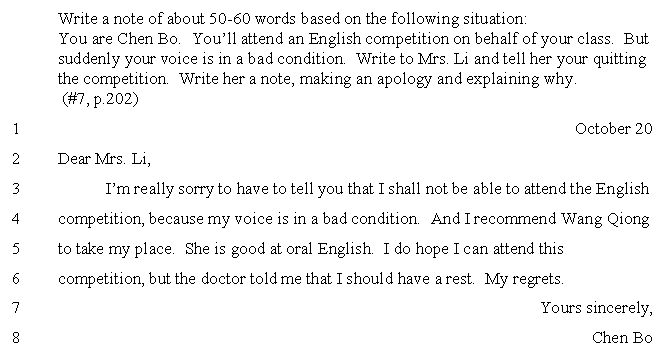 Write a note of about 50-60 words based on the following situation:
You are Chen Bo.  You'll attend an English competition on behalf of your class.  But
suddenly your voice is in a bad condition.  Write to Mrs. Li and tell her your quitting
the competition.  Write her a note, making an apology and explaining why.
(#7, p.202)
1 October 20
2 Dear Mrs. Li,
3 I'm really sorry to have to tell you that I shall not be able to attend the English
4 competition, because my voice is in a bad condition.  And I recommend Wang Qiong
5 to take my place.  She is good at oral English.  I do hope I can attend this
6 competition, but the doctor told me that I should have a rest.  My regrets.
7 Yours sincerely,
8 Chen Bo